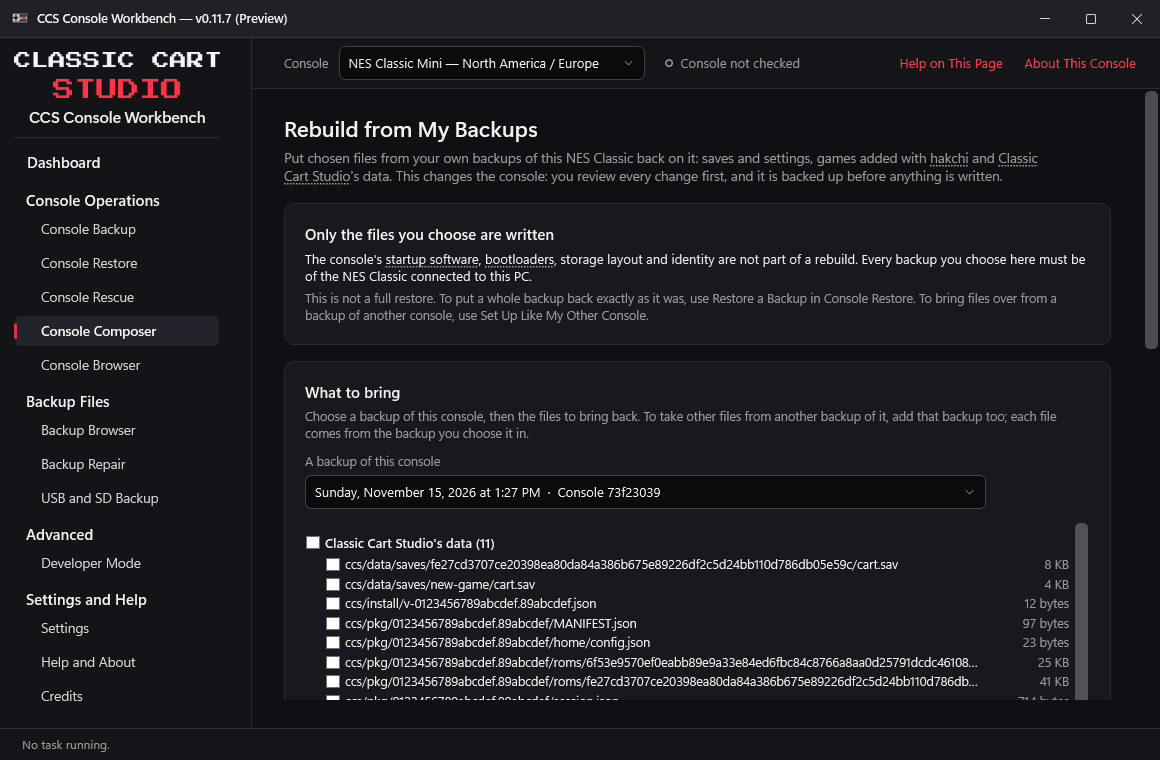 CCS Console Workbench — v0.11.7 (Preview)
CLASSIC CART
STUDIO
CCS Console Workbench
Dashboard
Console Operations
Console Backup
Console Restore
Console Rescue
Console Composer
Console Browser
Backup Files
Backup Browser
Backup Repair
USB and SD Backup
Advanced
Developer Mode
Settings and Help
Settings
Help and About
Credits
Console
NES Classic Mini — North America / Europe
Console not checked
Help on This Page
About This Console
Rebuild from My Backups
Put chosen files from your own backups of this NES Classic back on it: saves and settings, games added with hakchi and Classic
Cart Studio's data. This changes the console: you review every change first, and it is backed up before anything is written.
Only the files you choose are written
The console's startup software, bootloaders, storage layout and identity are not part of a rebuild. Every backup you choose here must be
of the NES Classic connected to this PC.
This is not a full restore. To put a whole backup back exactly as it was, use Restore a Backup in Console Restore. To bring files over from a
backup of another console, use Set Up Like My Other Console.
What to bring
Choose a backup of this console, then the files to bring back. To take other files from another backup of it, add that backup too; each file
comes from the backup you choose it in.
A backup of this console
Sunday, November 15, 2026 at 1:27 PM · Console 73f23039
Classic Cart Studio's data (11)
ccs/data/saves/fe27cd3707ce20398ea80da84a386b675e89226df2c5d24bb110d786db05e59c/cart.sav 8 KB
ccs/data/saves/new-game/cart.sav 4 KB
ccs/install/v-0123456789abcdef.89abcdef.json 12 bytes
ccs/pkg/0123456789abcdef.89abcdef/MANIFEST.json 97 bytes
ccs/pkg/0123456789abcdef.89abcdef/home/config.json 23 bytes
ccs/pkg/0123456789abcdef.89abcdef/roms/6f53e9570ef0eabb89e9a33e84ed6fbc84c8766a8aa0d25791dcdc46108... 25 KB
ccs/pkg/0123456789abcdef.89abcdef/roms/fe27cd3707ce20398ea80da84a386b675e89226df2c5d24bb110d786db... 41 KB
No task running.